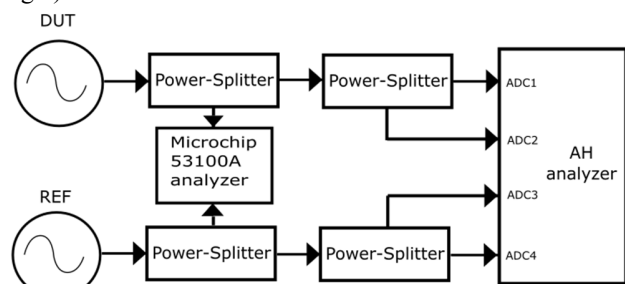 DUT
Power-Splitter
Power-Splitter
ADC1
Microchip
53100A
analyzer
ADC2
AH
analyzer
REF
ADC3
Power-Splitter
Power-Splitter
ADC4